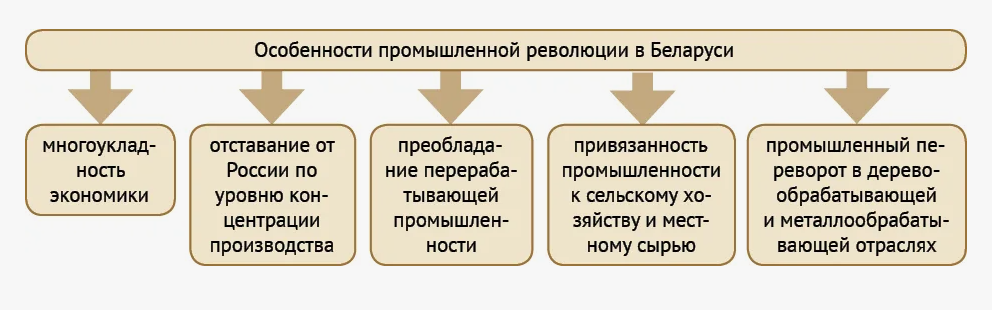 Особенности промышленной революции в Беларуси
многоуклад-
ность
экономики
отставание от
России по
уровню кон-
центрации
производства
преоблада-
ние перераба-
тывающей
промышлен-
ности
привязанность
промышленности
к сельскому хо-
зяйству и мест-
ному сырью
промышленный пе-
реворот в дерево-
обрабатывающей
и металлообрабаты-
вающей отраслях